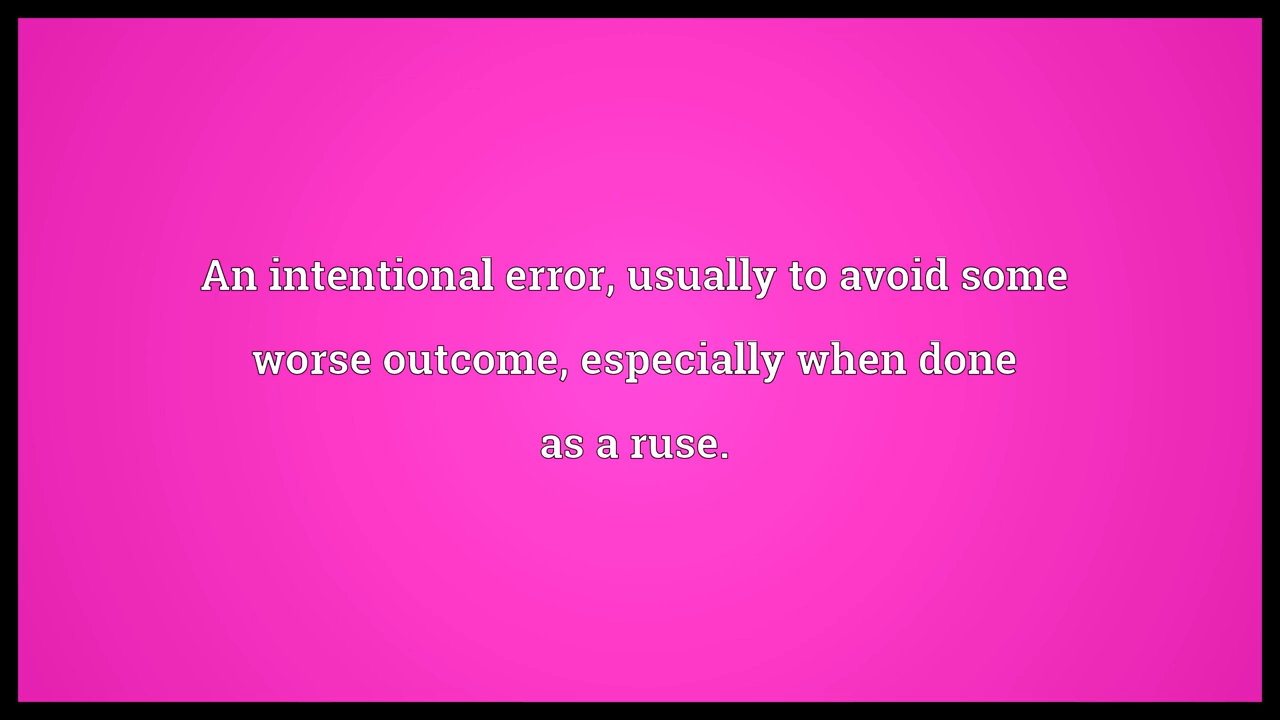 An intentional error, usually to avoid some
worse outcome, especially when done
as a ruse.